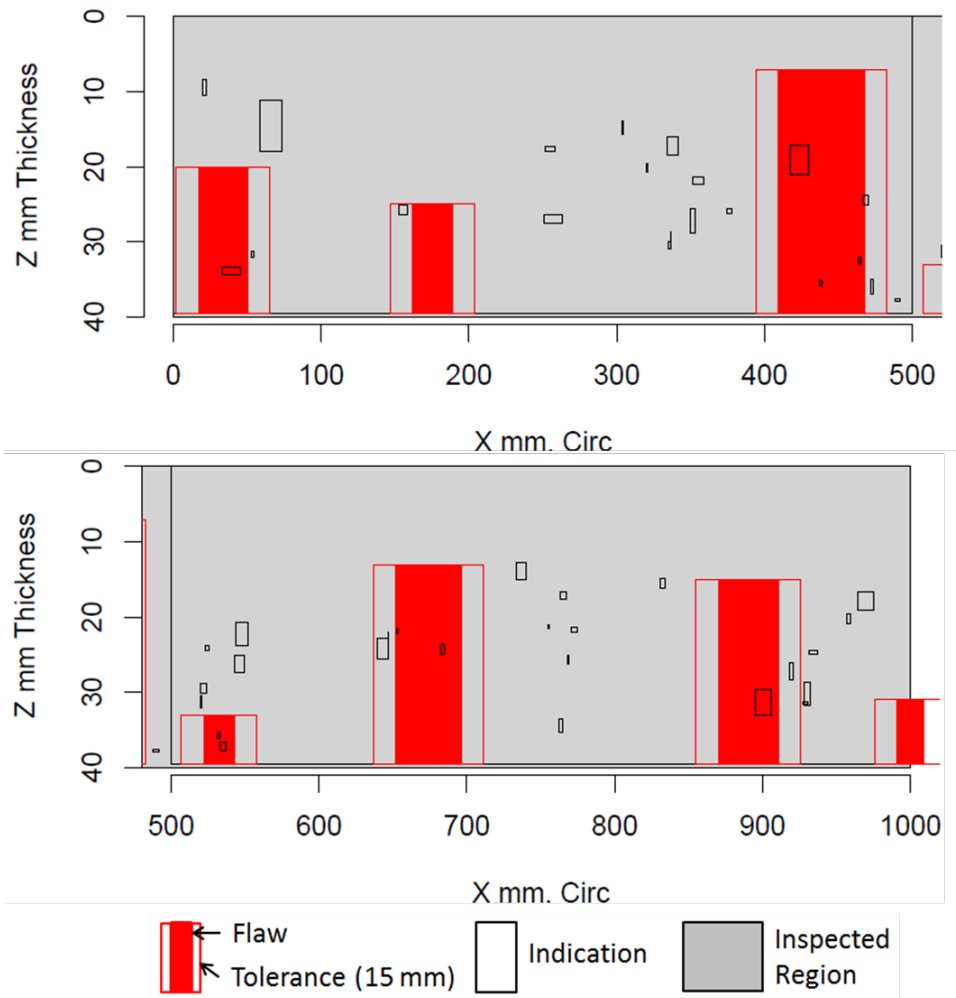 0
10
20
30
40
Z mm Thickness
0 100 200 300 400 500
X mm. Circ
0
10
20
30
40
Z mm Thickness
500 600 700 800 900 1000
X mm. Circ
Flaw
Tolerance (15 mm)
Indication
Inspected
Region